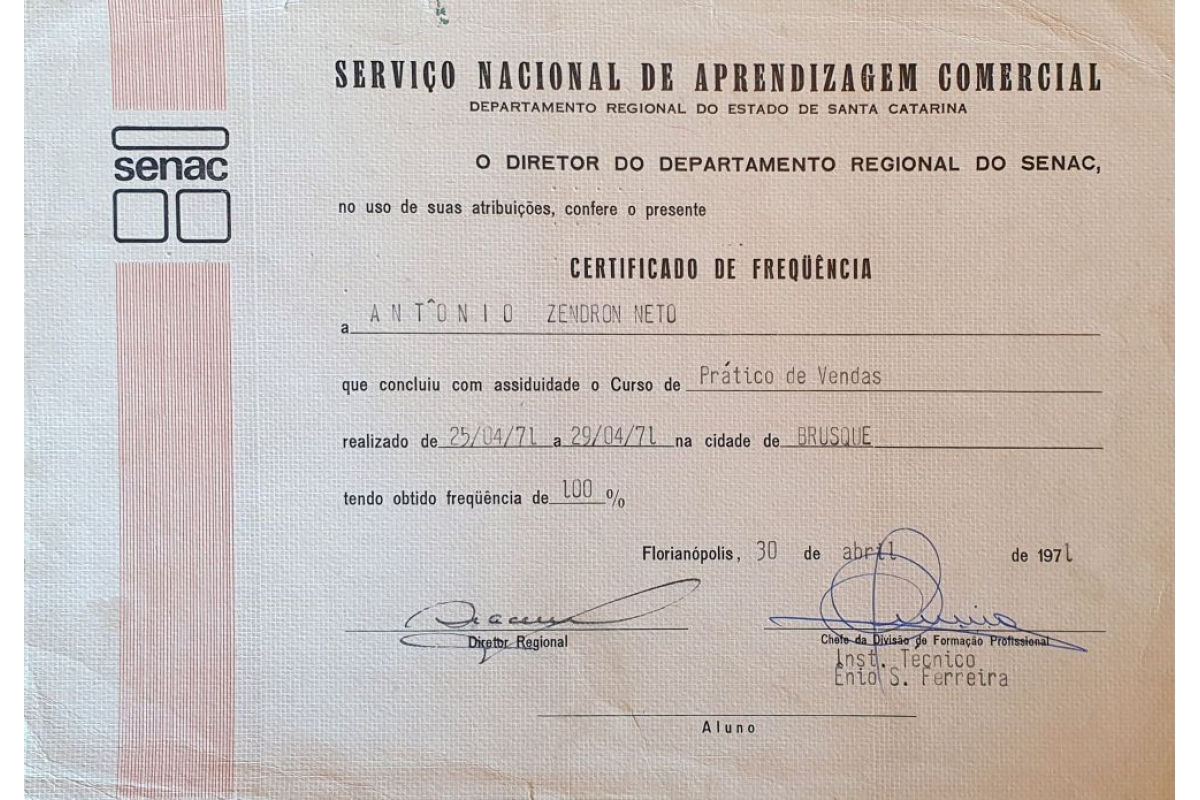 SERVIÇO NACIONAL DE APRENDIZAGEM COMERCIAL
DEPARTAMENTO REGIONAL DO ESTADO DE SANTA CATARINA
senac
O DIRETOR DO DEPARTAMENTO REGIONAL DO SENAC,
no uso de suas atribuições, confere o presente
CERTIFICADO DE FREQÜÊNCIA
a ANTÔNIO ZENDRON NETO
que concluiu com assiduidade o Curso de Prático de Vendas
realizado de 25/04/71 a 29/04/71 na cidade de BRUSQUE
tendo obtido freqüência de 100 %
Florianópolis, 30 de abril de 1971
Diretor Regional
Chefe da Divisão de Formação Profissional
Inst. Tecnico
Enio S. Ferreira
Aluno